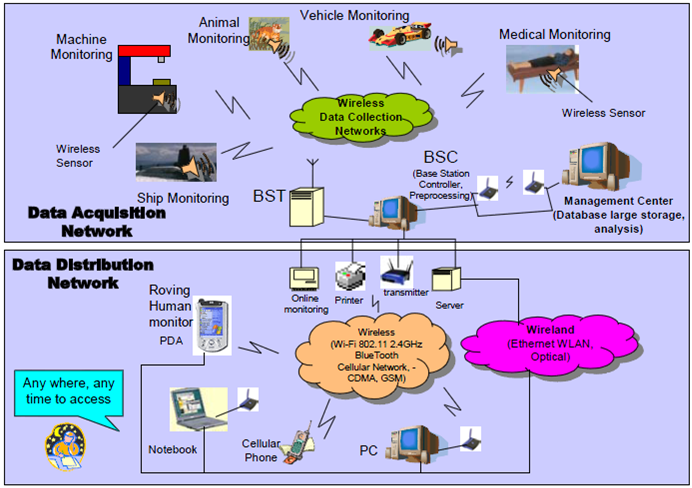 Machine
Monitoring
Animal
Monitoring
Vehicle Monitoring
Medical Monitoring
Wireless
Sensor
Wireless
Data Collection
Networks
Wireless Sensor
Ship Monitoring
BST
BSC
(Base Station
Controller,
Preprocessing)
Management Center
(Database large storage,
analysis)
Data Acquisition
Network
Data Distribution
Network
Online
monitoring
Printer
transmitter
Server
Roving
Human
monitor
PDA
Wireless
(Wi-Fi 802.11 2.4GHz
BlueTooth
Cellular Network, -
CDMA, GSM)
Wireland
(Ethernet WLAN,
Optical)
Any where, any
time to access
Notebook
Cellular
Phone
PC